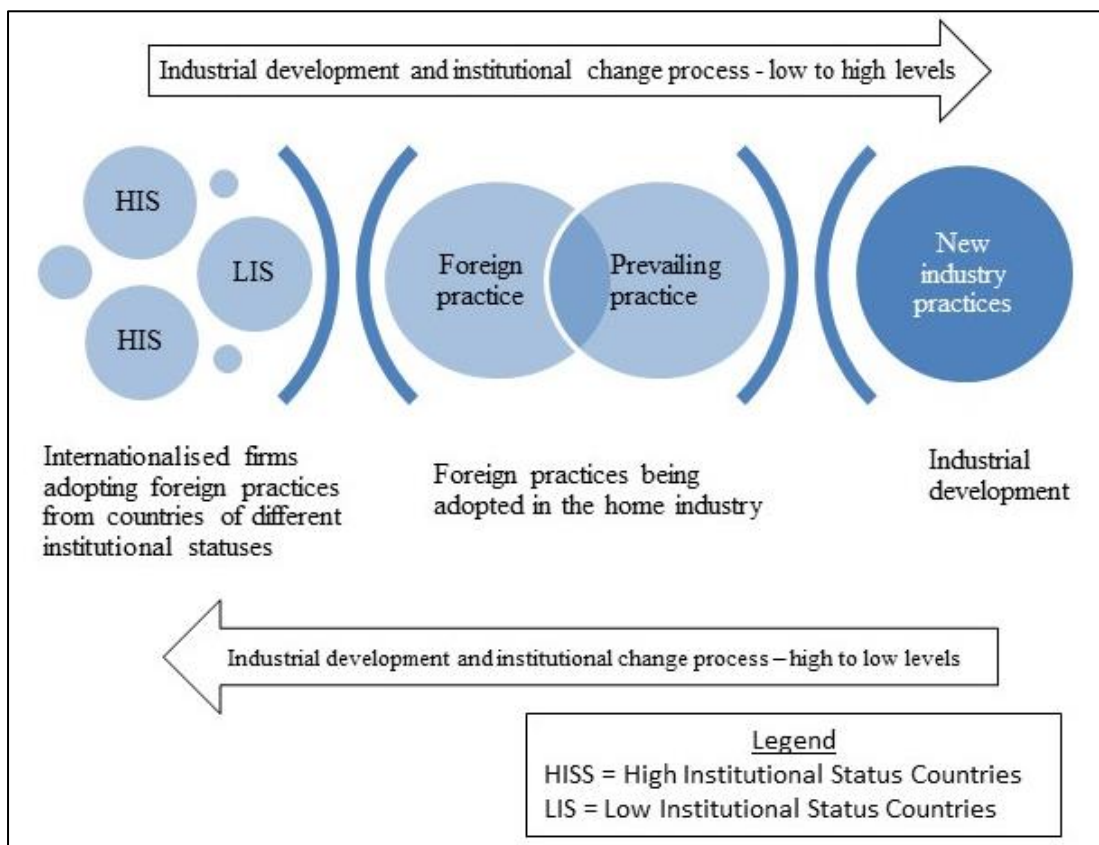 Industrial development and institutional change process - low to high levels
HIS
LIS
HIS
Foreign
practice
Prevailing
practice
New
industry
practices
Internationalised firms
adopting foreign practices
from countries of different
institutional statuses
Foreign practices being
adopted in the home industry
Industrial
development
Industrial development and institutional change process – high to low levels
Legend
HISS = High Institutional Status Countries
LIS = Low Institutional Status Countries